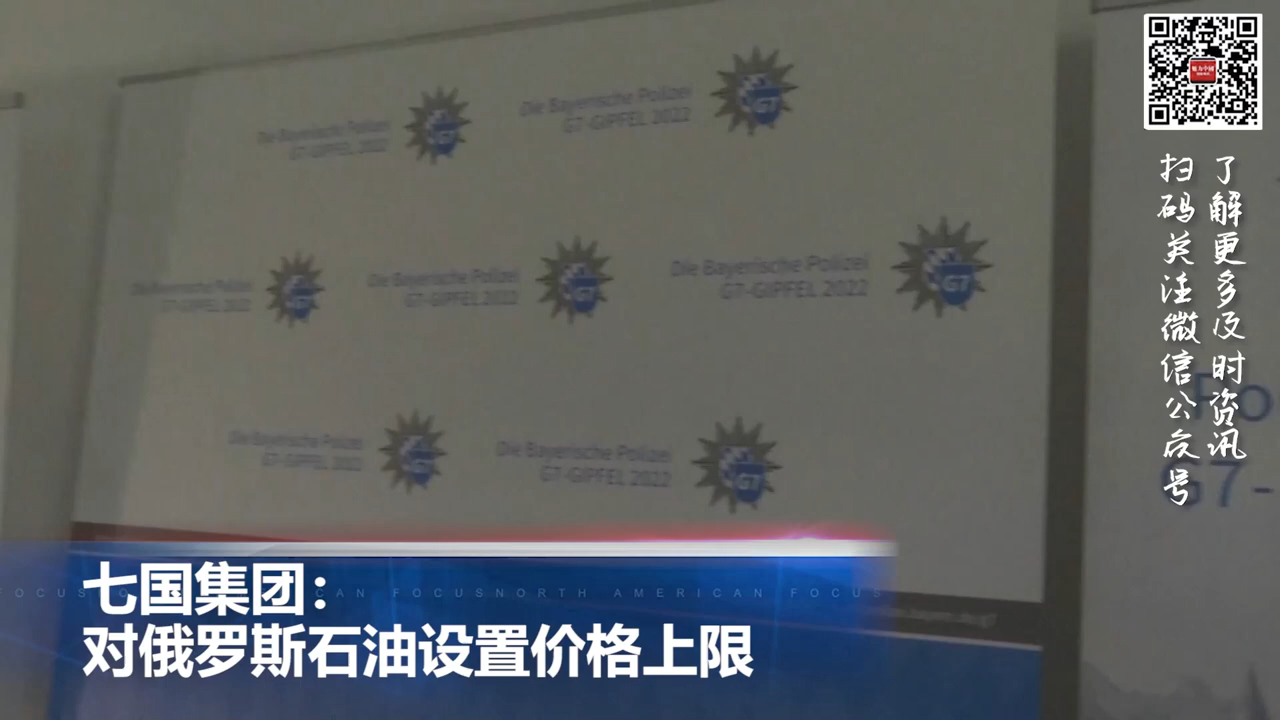 Die Bayerische Polizei
G7-GIPFEL 2022
G7
Die Bayerische Polizei
G7-GIPFEL 2022
G7
Die Bayerische Polizei
G7-GIPFEL 2022
G7
Die Bayerische Polizei
G7-GIPFEL 2022
G7
Die Bayerische Polizei
G7-GIPFEL 2022
G7
Die Bayerische Polizei
G7-GIPFEL 2022
G7
Die Bayerische Polizei
G7-GIPFEL 2022
G7
G7-
了解更多及时资讯
扫码关注微信公众号
七国集团：
FOCUSNORTH AMERICAN FOCUS
对俄罗斯石油设置价格上限